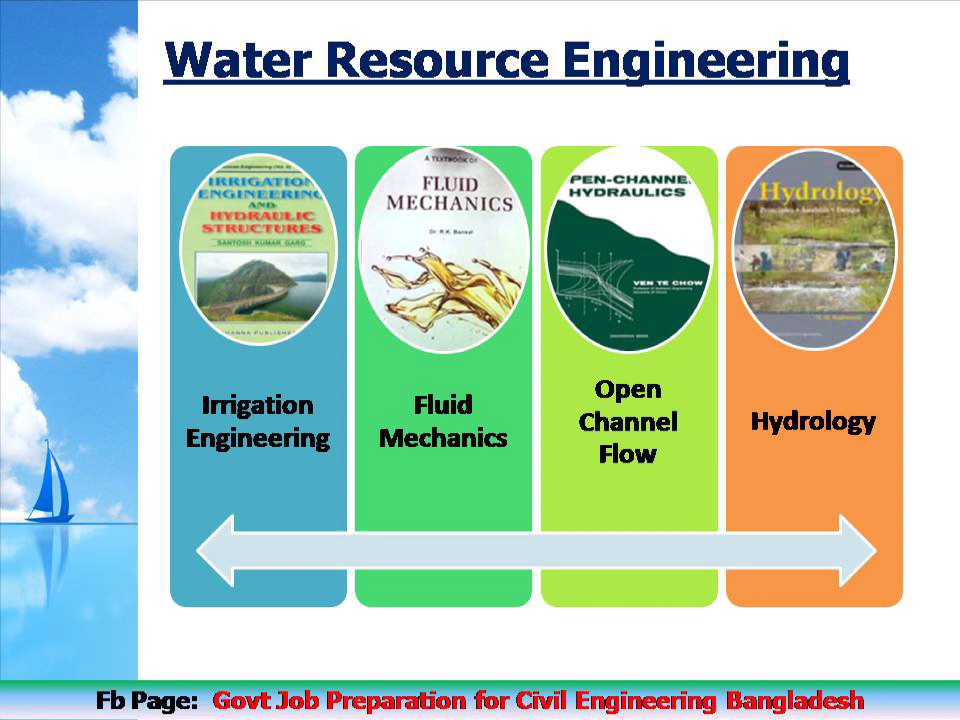 Water Resource Engineering
IRRIGATION
ENGINEERING
AND
HYDRAULIC
STRUCTURES
SANTOSH KUMAR GARG
A TEXTBOOK OF
FLUID
MECHANICS
Dr. R.K. Bansal
PEN-CHANNE
HYDRAULICS
VEN TE CHOW
Hydrology
Irrigation
Engineering
Fluid
Mechanics
Open
Channel
Flow
Hydrology
Fb Page: Govt Job Preparation for Civil Engineering Bangladesh